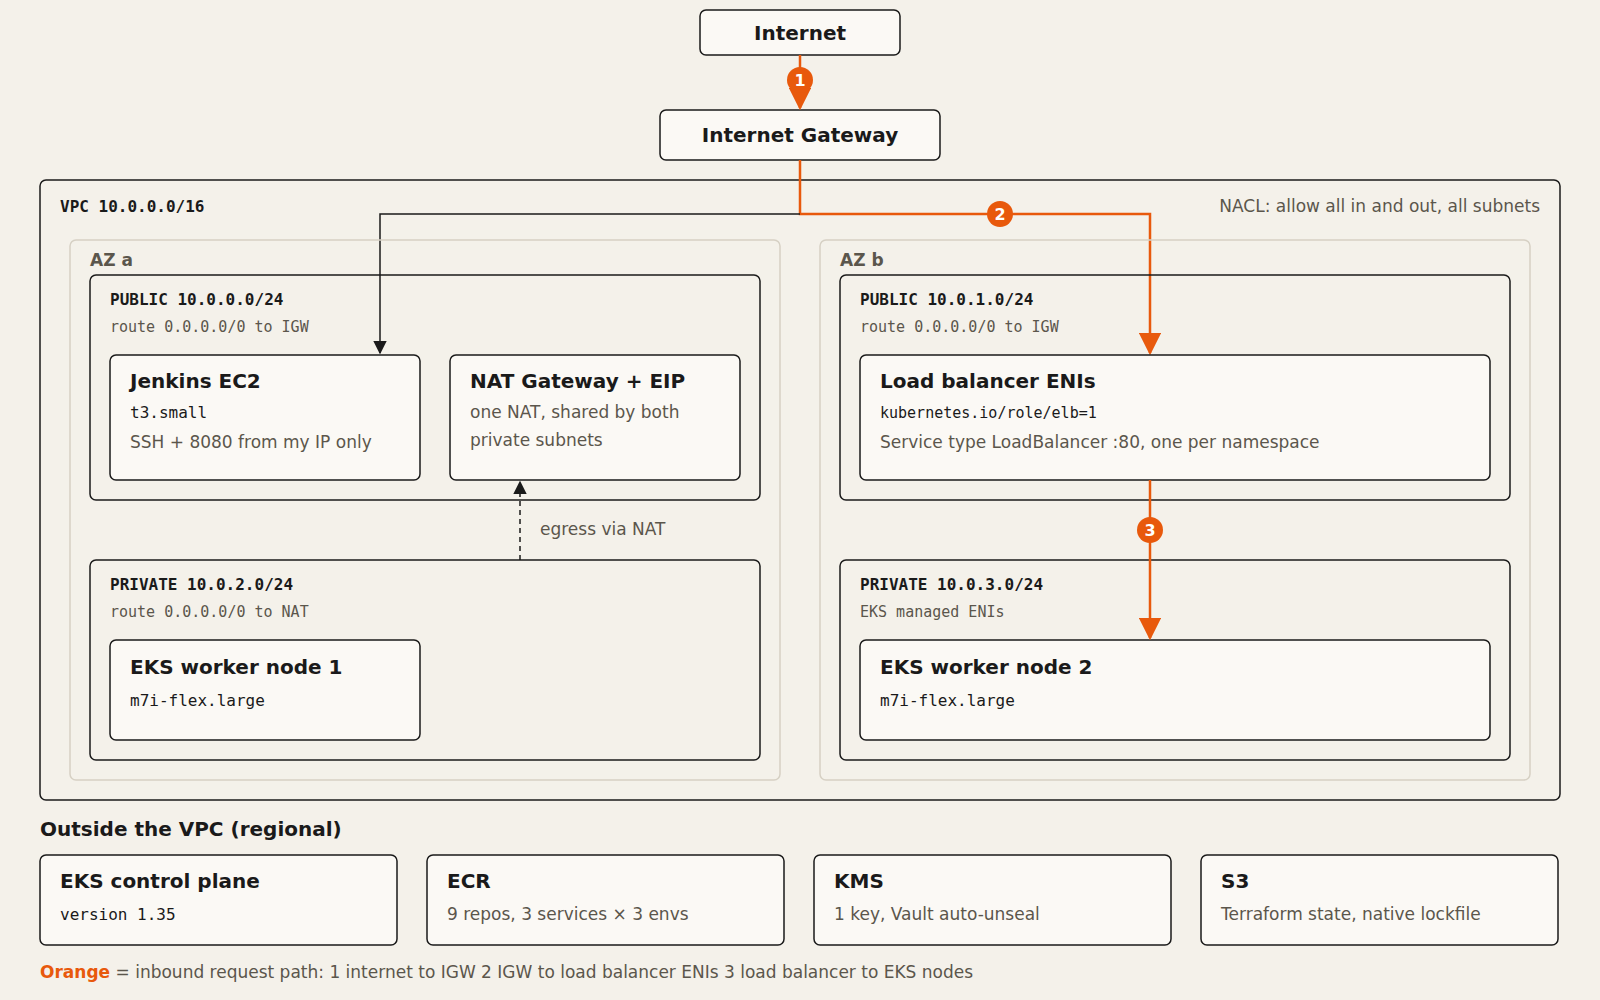 Internet
1
Internet Gateway
VPC 10.0.0.0/16
NACL: allow all in and out, all subnets
2
AZ a
PUBLIC 10.0.0.0/24
route 0.0.0.0/0 to IGW
Jenkins EC2
t3.small
SSH + 8080 from my IP only
NAT Gateway + EIP
one NAT, shared by both
private subnets
egress via NAT
PRIVATE 10.0.2.0/24
route 0.0.0.0/0 to NAT
EKS worker node 1
m7i-flex.large
AZ b
PUBLIC 10.0.1.0/24
route 0.0.0.0/0 to IGW
Load balancer ENIs
kubernetes.io/role/elb=1
Service type LoadBalancer :80, one per namespace
3
PRIVATE 10.0.3.0/24
EKS managed ENIs
EKS worker node 2
m7i-flex.large
Outside the VPC (regional)
EKS control plane
version 1.35
ECR
9 repos, 3 services × 3 envs
KMS
1 key, Vault auto-unseal
S3
Terraform state, native lockfile
Orange = inbound request path: 1 internet to IGW 2 IGW to load balancer ENIs 3 load balancer to EKS nodes